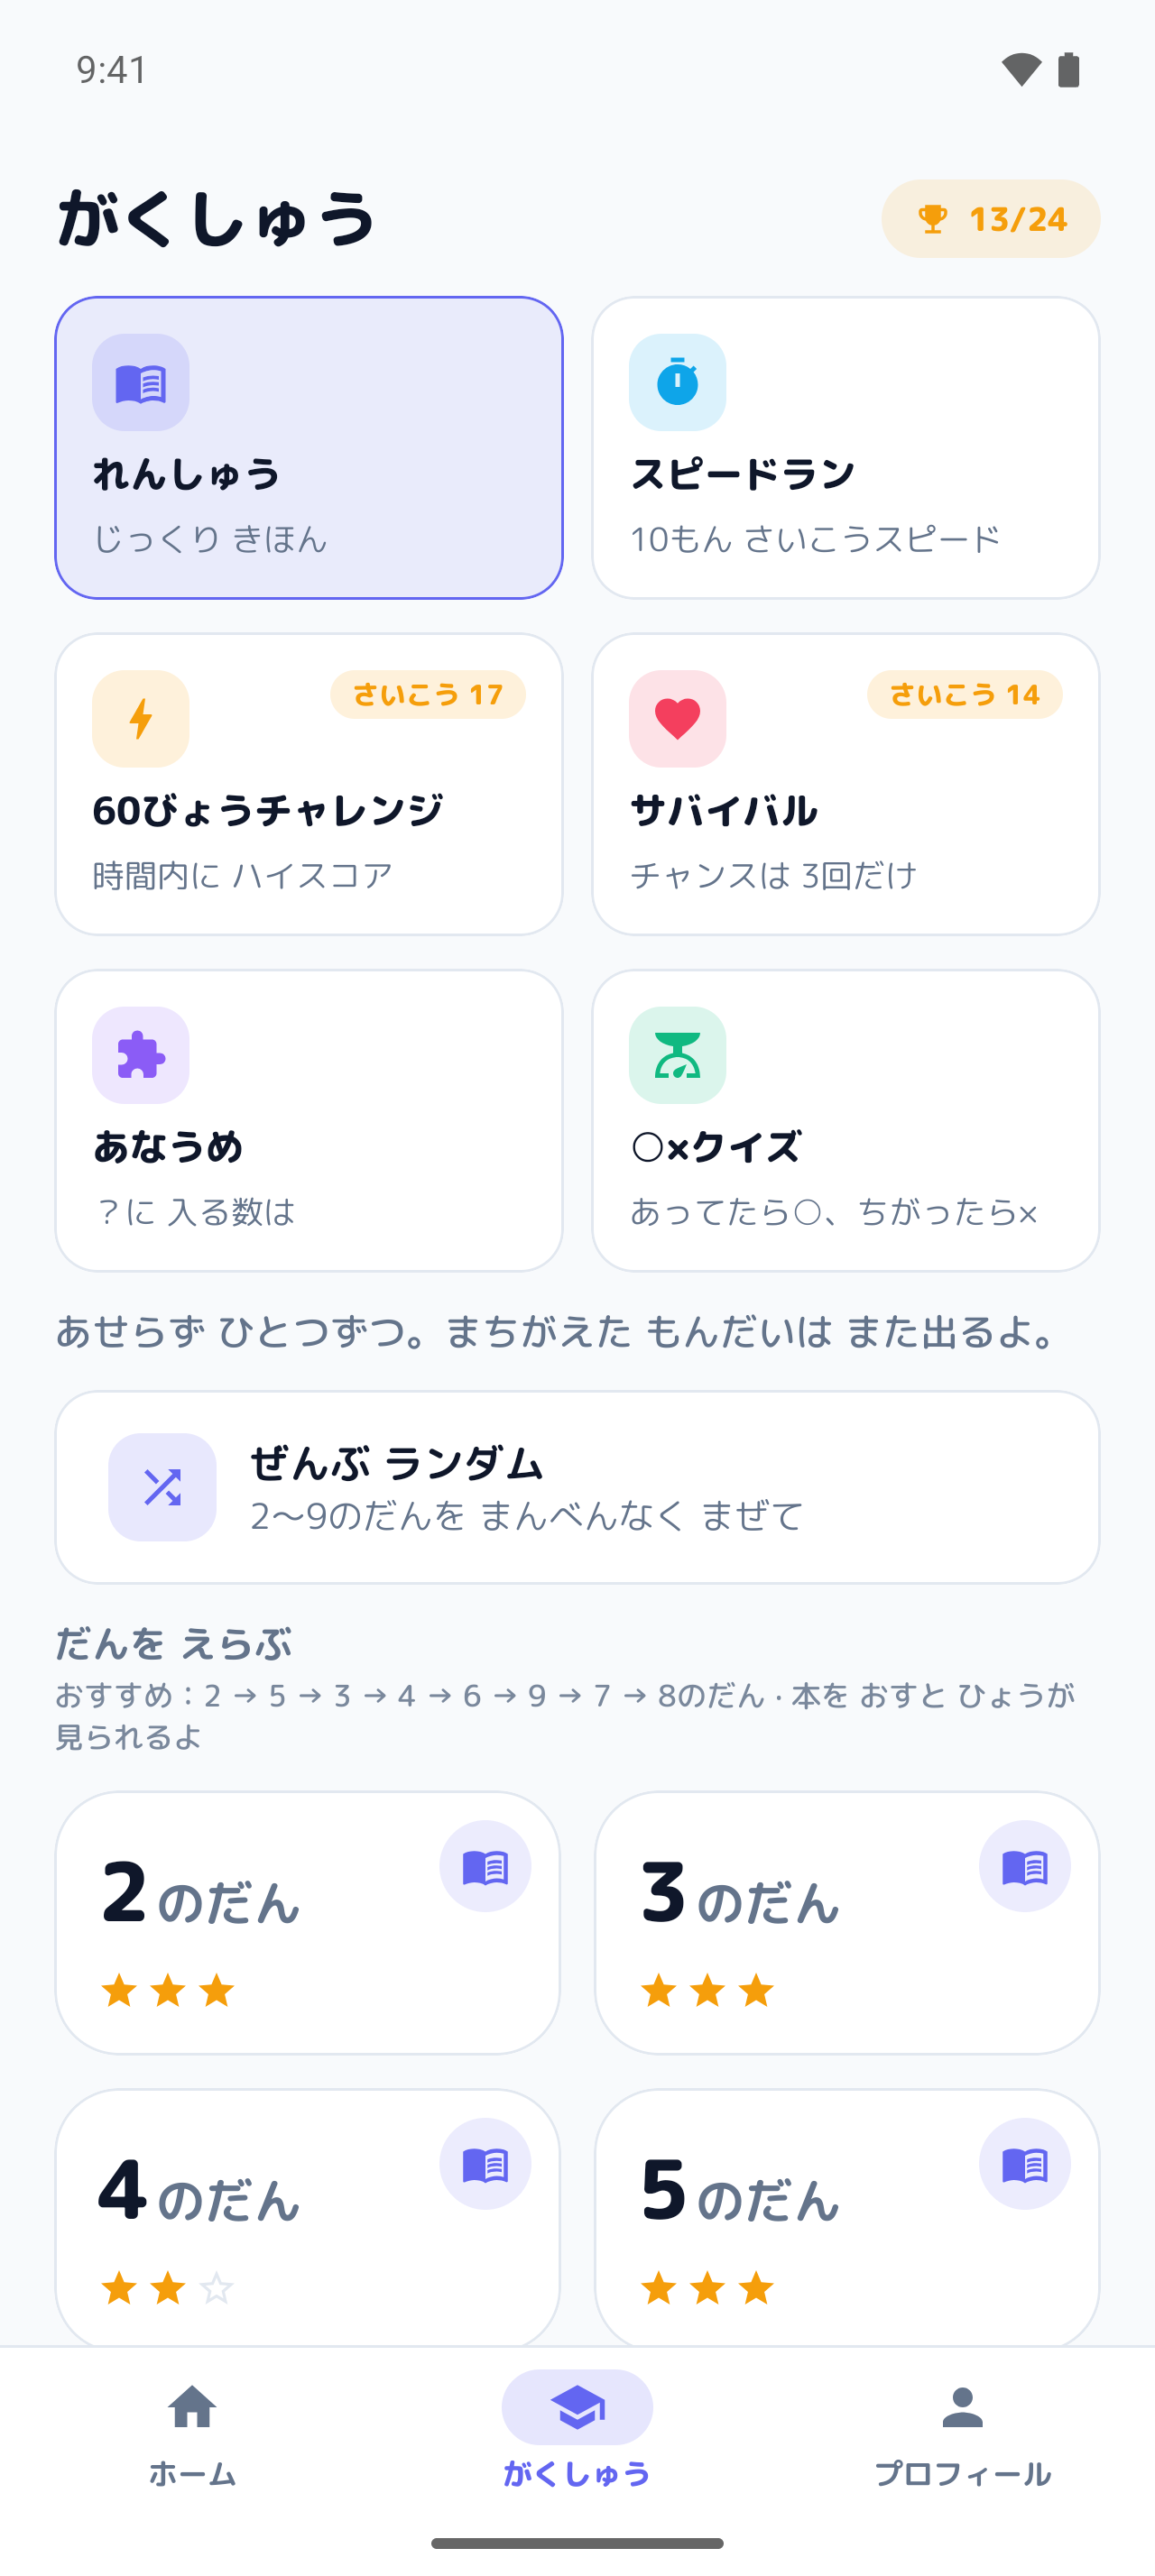 9:41
がくしゅう
13/24
れんしゅう
じっくり きほん
スピードラン
10もん さいこうスピード
さいこう 17
60びょうチャレンジ
時間内に ハイスコア
さいこう 14
サバイバル
チャンスは 3回だけ
あなうめ
？に 入る数は
○×クイズ
あってたら○、ちがったら×
あせらず ひとつずつ。まちがえた もんだいは また出るよ。
ぜんぶ ランダム
2〜9のだんを まんべんなく まぜて
だんを えらぶ
おすすめ：2 → 5 → 3 → 4 → 6 → 9 → 7 → 8のだん · 本を おすと ひょうが
見られるよ
2のだん
3のだん
4のだん
5のだん
ホーム
がくしゅう
プロフィール